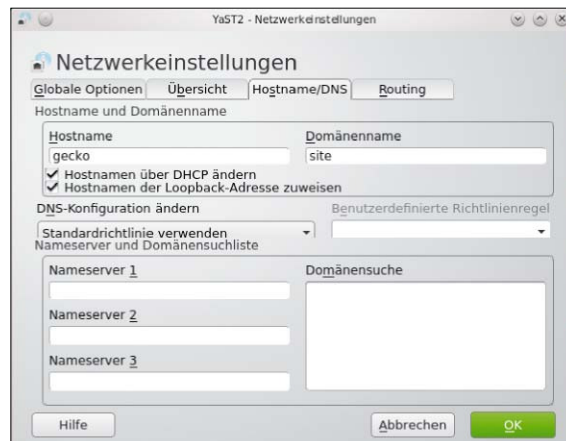 YaST2 - Netzwerkeinstellungen
Netzwerkeinstellungen
Globale Optionen Übersicht Hostname/DNS Routing
Hostname und Domänenname
Hostname Domänenname
gecko site
Hostnamen über DHCP ändern
Hostnamen der Loopback-Adresse zuweisen
DNS-Konfiguration ändern Benutzerdefinierte Richtlinienregel
Standardrichtlinie verwenden
Nameserver und Domänensuchliste
Nameserver 1 Domänensuche
Nameserver 2
Nameserver 3
Hilfe Abbrechen OK